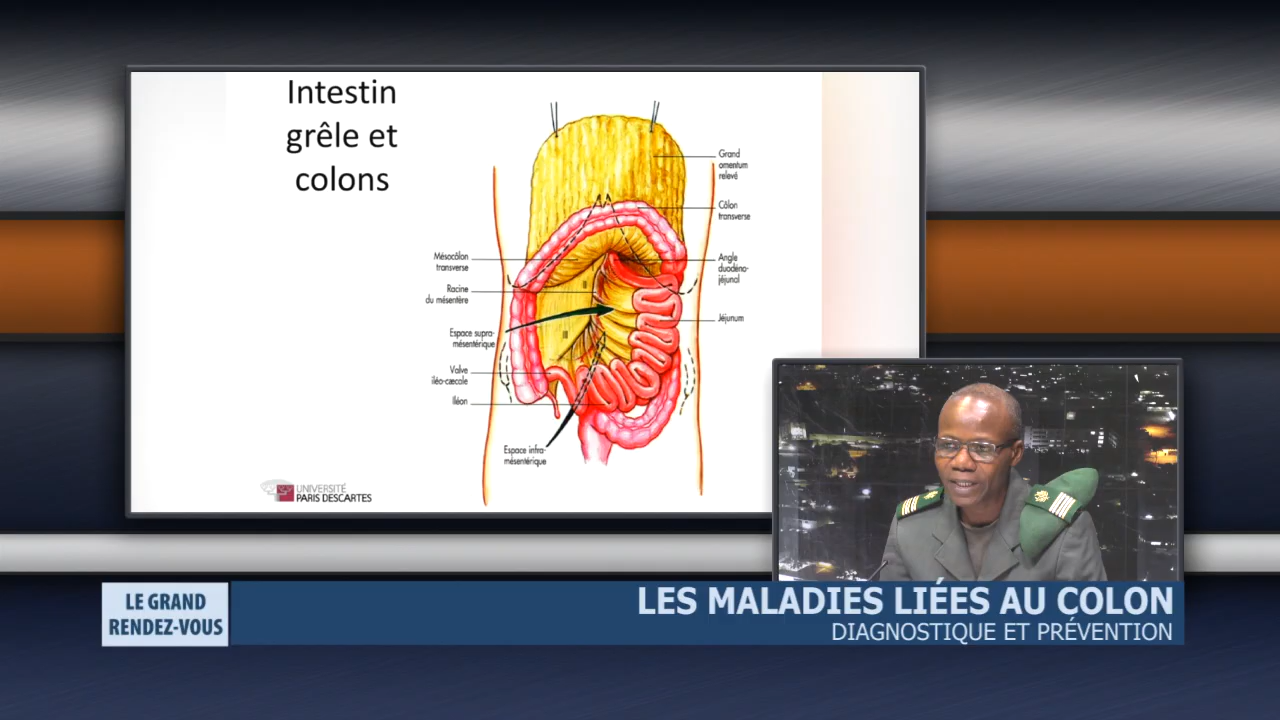 Intestin
grêle et
colons
Grand
omentum
relevé
Côlon
transverse
Mésocôlon
transverse
Angle
duodéno-
jéjunal
Racine
du mésentère
Jéjunum
Espace supra-
mésentérique
II
III
Valve
iléo-cæcale
Iléon
Espace infra-
mésentérique
UNIVERSITÉ
PARIS DESCARTES
LE GRAND
RENDEZ-VOUS
LES MALADIES LIÉES AU COLON
DIAGNOSTIQUE ET PRÉVENTION